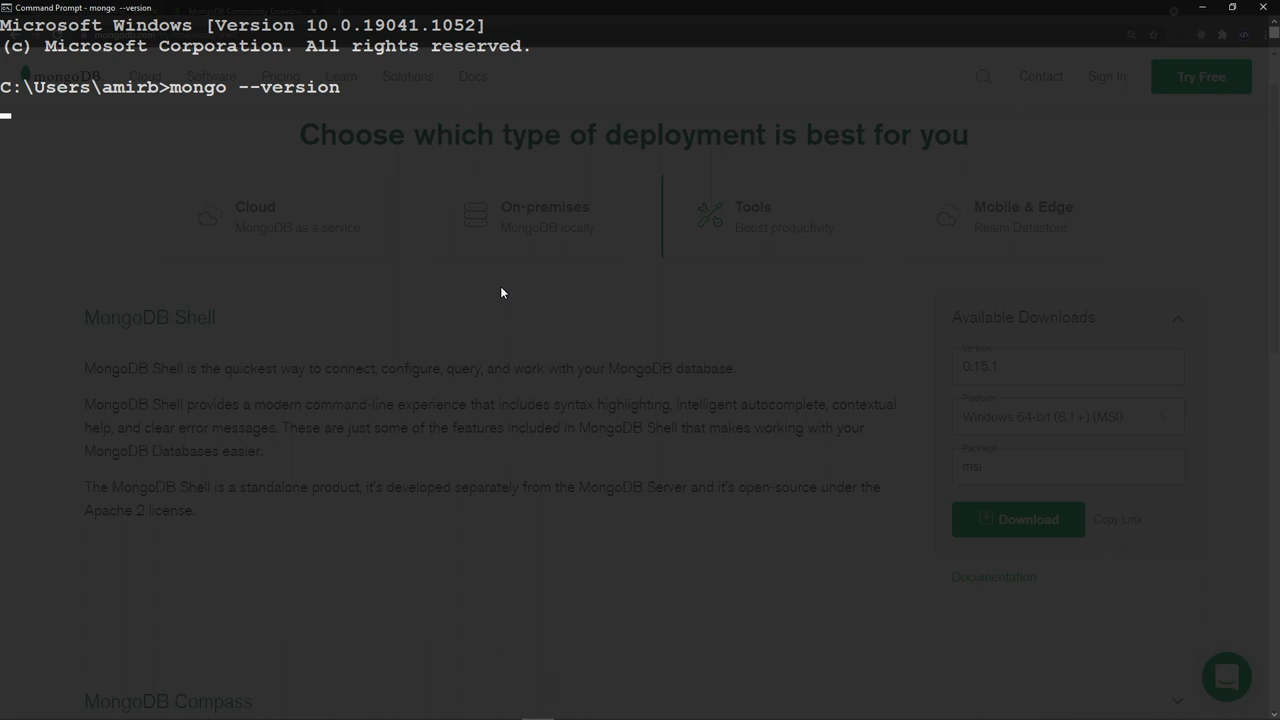 Command Prompt - mongo --version
MongoDB Community Downloa
Microsoft Windows [Version 10.0.19041.1052]
mongodb.com
(c) Microsoft Corporation. All rights reserved.
mongoDB
Cloud
Software
Pricing
Learn
Solutions
Docs
Contact
Sign In
Try Free
C:\Users\amirb>mongo --version
Choose which type of deployment is best for you
Cloud
MongoDB as a service
On-premises
MongoDB locally
Tools
Boost productivity
Mobile & Edge
Realm Datastore
MongoDB Shell
MongoDB Shell is the quickest way to connect, configure, query, and work with your MongoDB database.
MongoDB Shell provides a modern command-line experience that includes syntax highlighting, intelligent autocomplete, contextual
help, and clear error messages. These are just some of the features included in MongoDB Shell that makes working with your
MongoDB Databases easier.
The MongoDB Shell is a standalone product, it's developed separately from the MongoDB Server and it's open-source under the
Apache 2 license.
Available Downloads
Version
0.15.1
Platform
Windows 64-bit (8.1+) (MSI)
Package
msi
Download
Copy Link
Documentation
MongoDB Compass